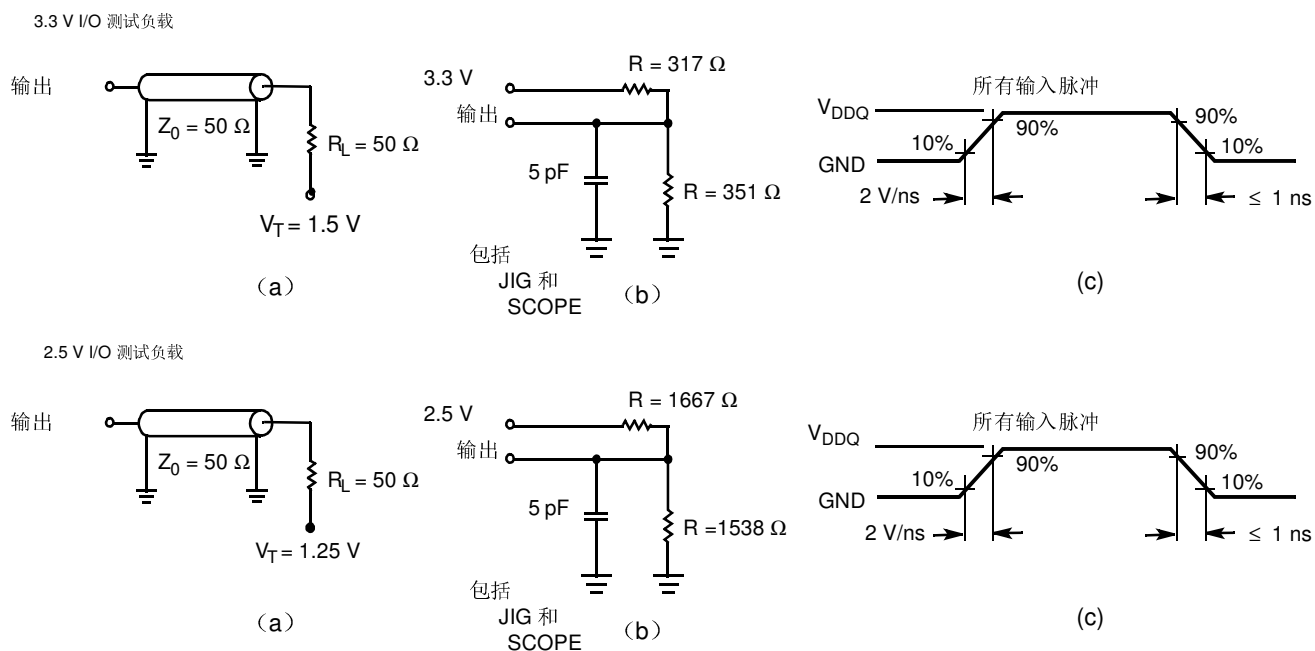 3.3 V I/O 测试负载
输出
Z0 = 50 Ω
RL = 50 Ω
VT = 1.5 V
（a）
3.3 V
R = 317 Ω
输出
5 pF
R = 351 Ω
包括
JIG 和
SCOPE
（b）
所有输入脉冲
VDDQ
GND
10%
90%
90%
10%
2 V/ns
≤ 1 ns
(c)
2.5 V I/O 测试负载
输出
Z0 = 50 Ω
RL = 50 Ω
VT = 1.25 V
（a）
2.5 V
R = 1667 Ω
输出
5 pF
R =1538 Ω
包括
JIG 和
SCOPE
（b）
所有输入脉冲
VDDQ
GND
10%
90%
90%
10%
2 V/ns
≤ 1 ns
(c)